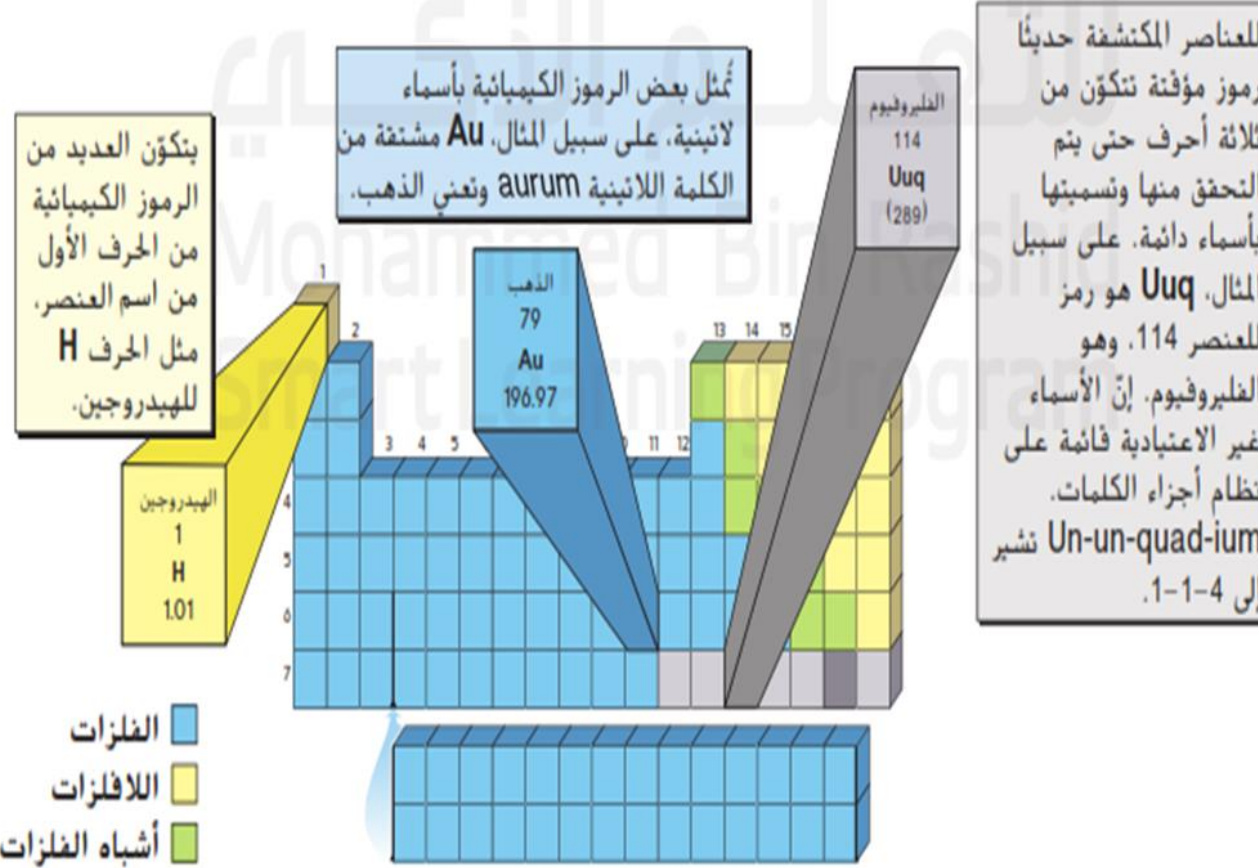 للتعلم الذكي
Mohammed Bin Rashid
Smart Learning Program
للعناصر المكتشفة حديثًا
رموز مؤقتة تتكوّن من
ثلاثة أحرف حتى يتم
التحقق منها وتسميتها
بأسماء دائمة. على سبيل
المثال، Uuq هو رمز
للعنصر 114، وهو
الفليروفيوم. إنّ الأسماء
غير الاعتيادية قائمة على
نظام أجزاء الكلمات.
Un-un-quad-ium تشير
إلى 4–1–1.
تُمثل بعض الرموز الكيميائية بأسماء
لاتينية، على سبيل المثال، Au مشتقة من
الكلمة اللاتينية aurum وتعني الذهب.
يتكوّن العديد من
الرموز الكيميائية
من الحرف الأول
من اسم العنصر،
مثل الحرف H
للهيدروجين.
الفليروفيوم
114
Uuq
(289)
الذهب
79
Au
196.97
الهيدروجين
1
H
1.01
1
2
3 4 5
11 12
13 14 15
4
5
6
7
الفلزات
اللافلزات
أشباه الفلزات